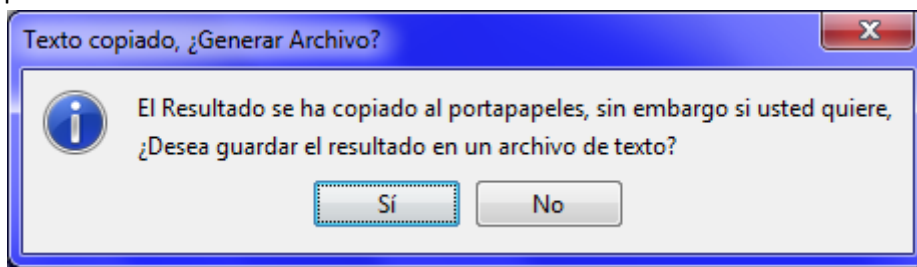 Texto copiado, ¿Generar Archivo?
El Resultado se ha copiado al portapapeles, sin embargo si usted quiere,
¿Desea guardar el resultado en un archivo de texto?
Sí
No